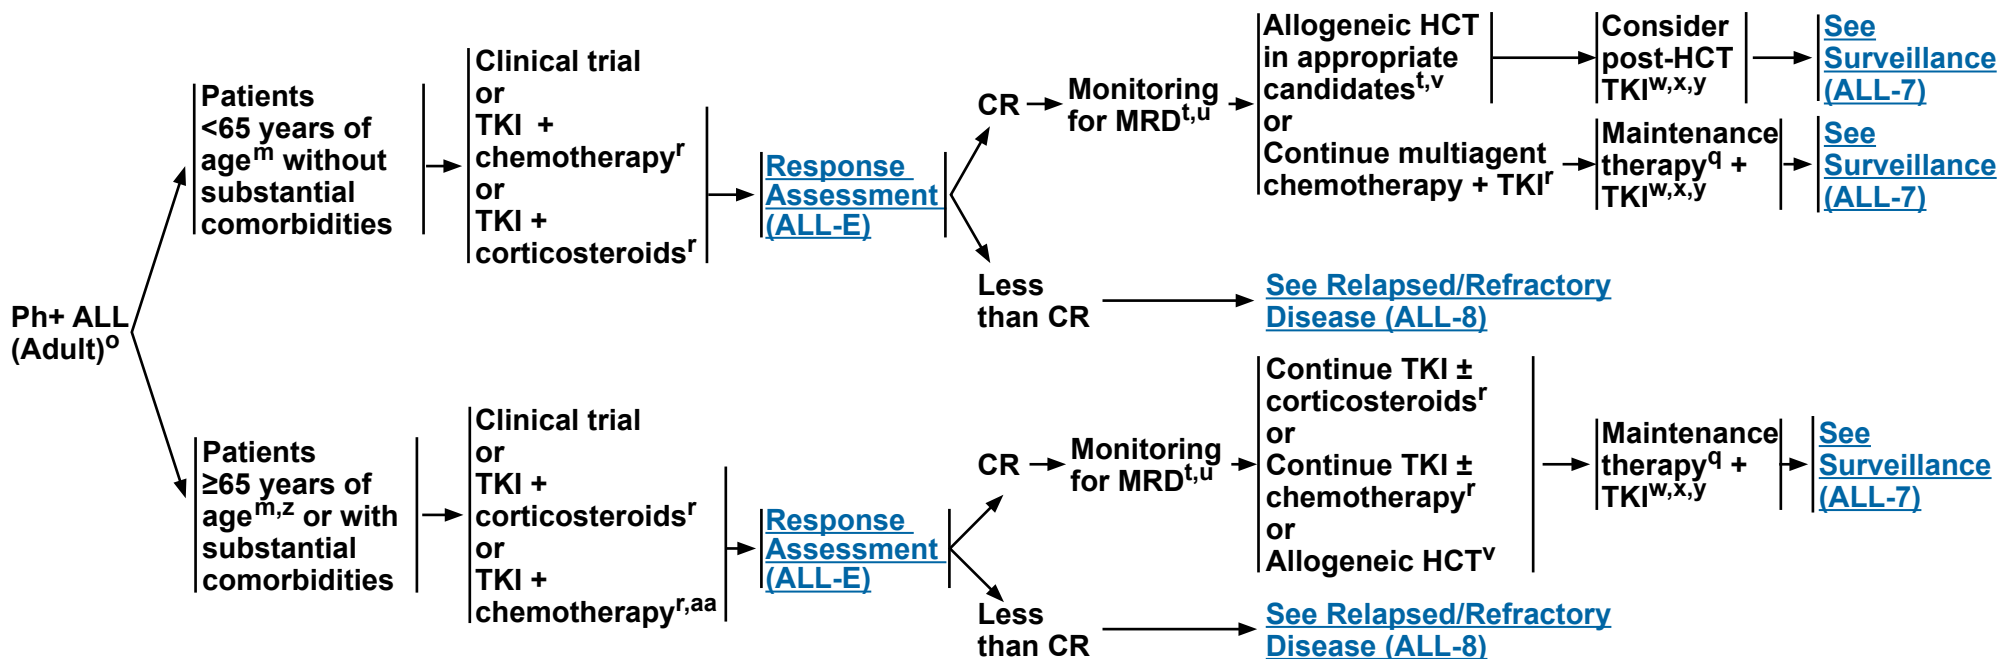 Ph+ ALL
(Adult)o
Patients
<65 years of
agem without
substantial
comorbidities
Clinical trial
or
TKI +
chemotherapyr
or
TKI +
corticosteroidsr
Response
Assessment
(ALL-E)
CR
Monitoring
for MRDt,u
Allogeneic HCT
in appropriate
candidatest,v
or
Continue multiagent
chemotherapy + TKIr
Consider
post-HCT
TKIw,x,y
See
Surveillance
(ALL-7)
Maintenance
therapyq +
TKIw,x,y
See
Surveillance
(ALL-7)
Less
than CR
See Relapsed/Refractory
Disease (ALL-8)
Patients
≥65 years of
agem,z or with
substantial
comorbidities
Clinical trial
or
TKI +
corticosteroidsr
or
TKI +
chemotherapyr,aa
Response
Assessment
(ALL-E)
CR
Monitoring
for MRDt,u
Continue TKI ±
corticosteroidsr
or
Continue TKI ±
chemotherapyr
or
Allogeneic HCTv
Maintenance
therapyq +
TKIw,x,y
See
Surveillance
(ALL-7)
Less
than CR
See Relapsed/Refractory
Disease (ALL-8)